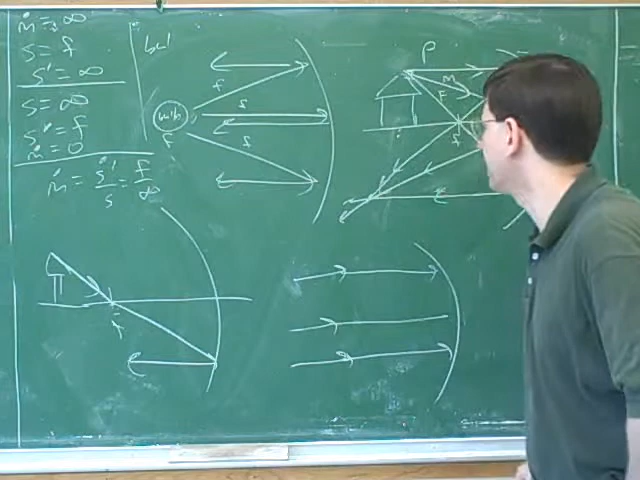 m = ∞
s = f
s' = ∞
s = ∞
s' = f
m = 0
m = s'/s = f/∞
f
f
f
bulb
F
P
M
F
f